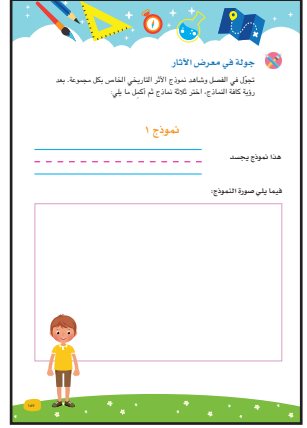 جولة في معرض الآثار
تجوّل في الفصل وشاهد نموذج الأثر التاريخي الخاص بكل مجموعة. بعد
رؤية كافة النماذج، اختر ثلاثة نماذج ثم أكمل ما يلي:
نموذج ١
هذا نموذج يجسد
فيما يلي صورة النموذج: